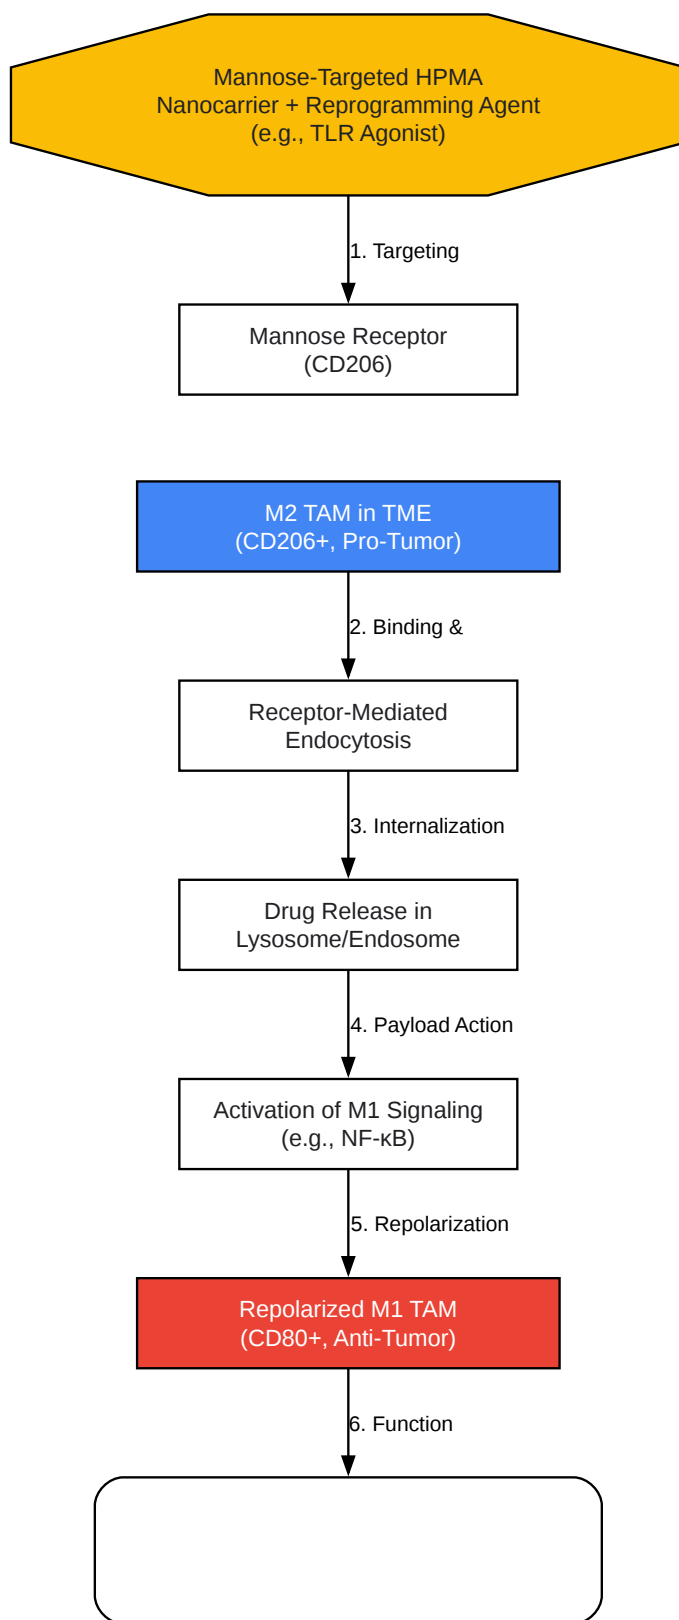 Mannose-Targeted HPMA
Nanocarrier + Reprogramming Agent
(e.g., TLR Agonist)
1. Targeting
Mannose Receptor
(CD206)
M2 TAM in TME
(CD206+, Pro-Tumor)
2. Binding &
Receptor-Mediated
Endocytosis
3. Internalization
Drug Release in
Lysosome/Endosome
4. Payload Action
Activation of M1 Signaling
(e.g., NF-κB)
5. Repolarization
Repolarized M1 TAM
(CD80+, Anti-Tumor)
6. Function